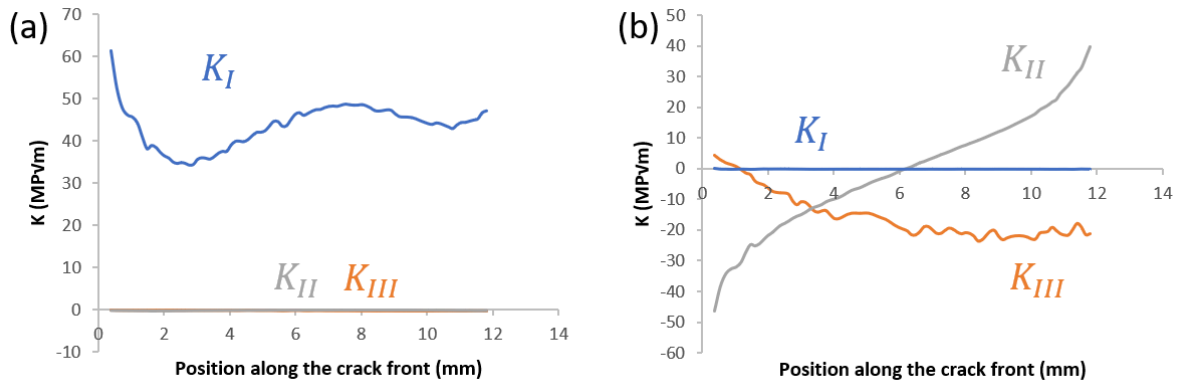 (a)
70
60
50
40
30
20
10
0
-10
K (MPVm)
K_I
K_II K_III
0 2 4 6 8 10 12 14
Position along the crack front (mm)
(b)
50
40
30
20
10
0
-10
-20
-30
-40
-50
-60
K (MPVm)
K_II
K_I
0 2 4 6 8 10 12 14
K_III
Position along the crack front (mm)